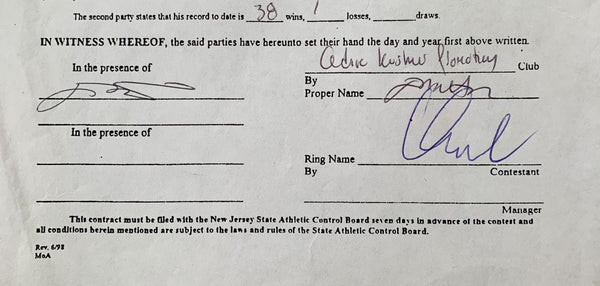 The second party states that his record to date is 38 wins, 1 losses, draws.
IN WITNESS WHEREOF, the said parties have hereunto set their hand the day and year first above written.
In the presence of
Cedric Kushner Promotions Club
By
Proper Name
In the presence of
Ring Name
By Contestant
Manager
This contract must be filed with the New Jersey State Athletic Control Board seven days in advance of the contest and
all conditions herein mentioned are subject to the laws and rules of the State Athletic Control Board.
Rev. 6/98
MoA